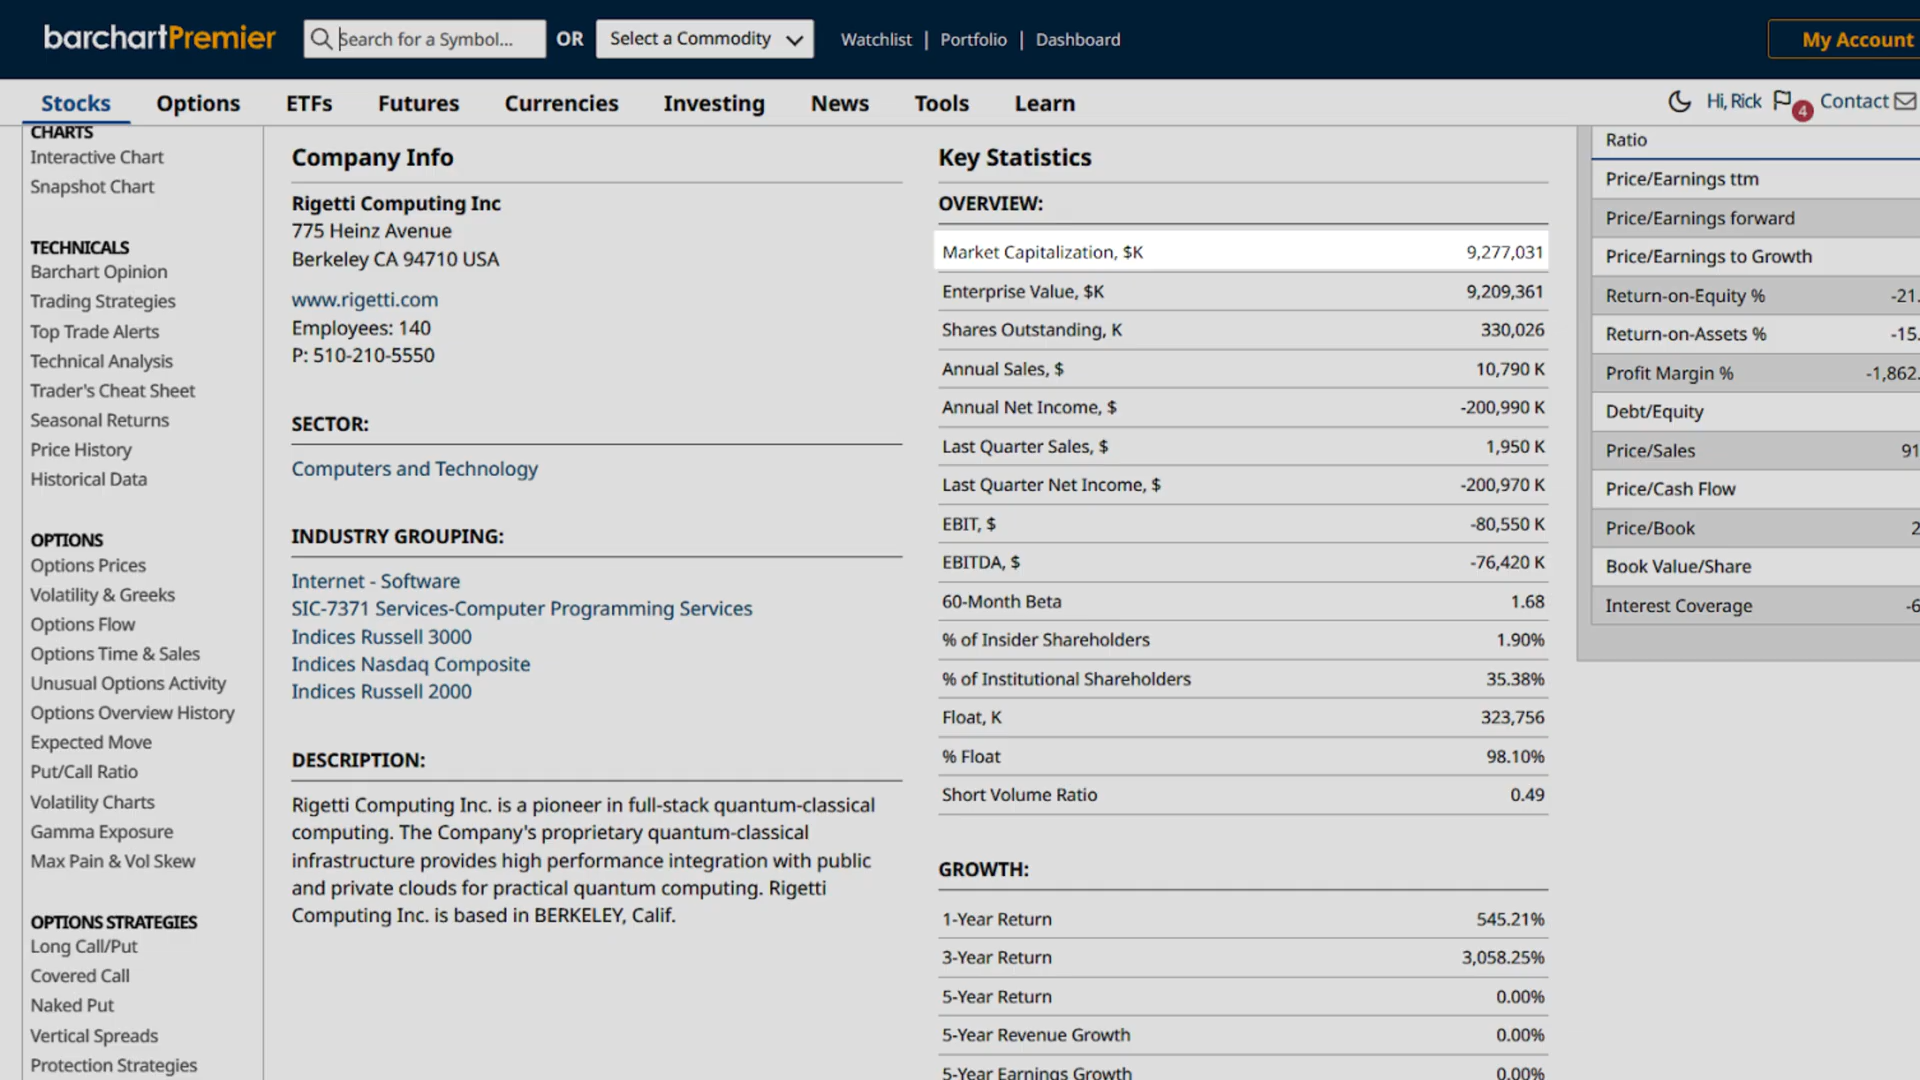 barchartPremier
Search for a Symbol...
OR
Select a Commodity
Watchlist | Portfolio | Dashboard
My Account
Stocks
Options
ETFs
Futures
Currencies
Investing
News
Tools
Learn
Hi, Rick
4
Contact
CHARTS
Interactive Chart
Snapshot Chart
TECHNICALS
Barchart Opinion
Trading Strategies
Top Trade Alerts
Technical Analysis
Trader's Cheat Sheet
Seasonal Returns
Price History
Historical Data
OPTIONS
Options Prices
Volatility & Greeks
Options Flow
Options Time & Sales
Unusual Options Activity
Options Overview History
Expected Move
Put/Call Ratio
Volatility Charts
Gamma Exposure
Max Pain & Vol Skew
OPTIONS STRATEGIES
Long Call/Put
Covered Call
Naked Put
Vertical Spreads
Protection Strategies
Company Info
Rigetti Computing Inc
775 Heinz Avenue
Berkeley CA 94710 USA
www.rigetti.com
Employees: 140
P: 510-210-5550
SECTOR:
Computers and Technology
INDUSTRY GROUPING:
Internet - Software
SIC-7371 Services-Computer Programming Services
Indices Russell 3000
Indices Nasdaq Composite
Indices Russell 2000
DESCRIPTION:
Rigetti Computing Inc. is a pioneer in full-stack quantum-classical
computing. The Company's proprietary quantum-classical
infrastructure provides high performance integration with public
and private clouds for practical quantum computing. Rigetti
Computing Inc. is based in BERKELEY, Calif.
Key Statistics
OVERVIEW:
Market Capitalization, $K 9,277,031
Enterprise Value, $K 9,209,361
Shares Outstanding, K 330,026
Annual Sales, $ 10,790 K
Annual Net Income, $ -200,990 K
Last Quarter Sales, $ 1,950 K
Last Quarter Net Income, $ -200,970 K
EBIT, $ -80,550 K
EBITDA, $ -76,420 K
60-Month Beta 1.68
% of Insider Shareholders 1.90%
% of Institutional Shareholders 35.38%
Float, K 323,756
% Float 98.10%
Short Volume Ratio 0.49
GROWTH:
1-Year Return 545.21%
3-Year Return 3,058.25%
5-Year Return 0.00%
5-Year Revenue Growth 0.00%
5-Year Earnings Growth 0.00%
Ratio
Price/Earnings ttm
Price/Earnings forward
Price/Earnings to Growth
Return-on-Equity % -21.
Return-on-Assets % -15.
Profit Margin % -1,862.
Debt/Equity
Price/Sales 91
Price/Cash Flow
Price/Book 2
Book Value/Share
Interest Coverage -6